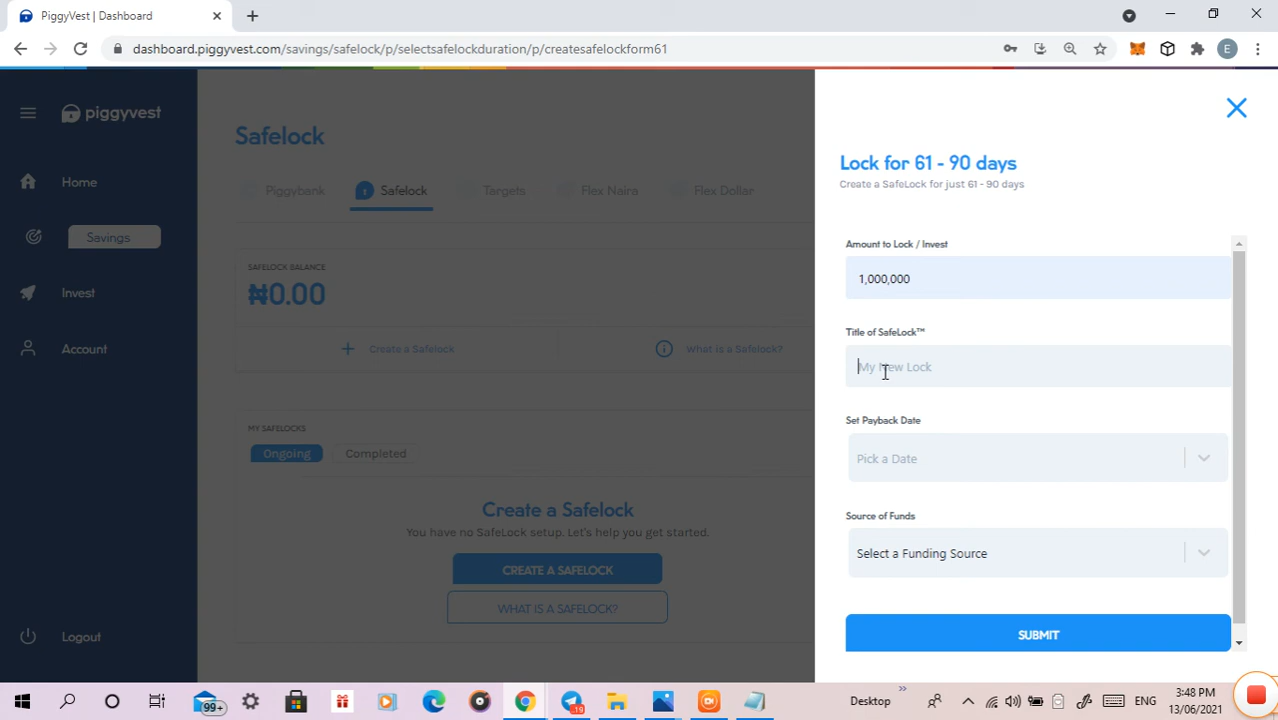 PiggyVest | Dashboard
dashboard.piggyvest.com/savings/safelock/p/selectsafelockduration/p/createsafelockform61
E
piggyvest
Home
Savings
Invest
Account
Logout
Safelock
Piggybank
Safelock
Targets
Flex Naira
Flex Dollar
SAFELOCK BALANCE
₦0.00
Create a Safelock
What is a Safelock?
MY SAFELOCKS
Ongoing
Completed
Create a Safelock
You have no SafeLock setup. Let's help you get started.
CREATE A SAFELOCK
WHAT IS A SAFELOCK?
Lock for 61 - 90 days
Create a SafeLock for just 61 - 90 days
Amount to Lock / Invest
1,000,000
Title of SafeLock™
My New Lock
Set Payback Date
Pick a Date
Source of Funds
Select a Funding Source
SUBMIT
99+
19
Desktop
ENG
3:48 PM
13/06/2021